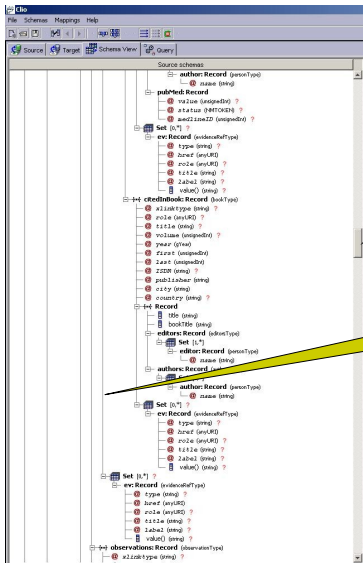 Clio
File Schemas Mappings Help
Source Target Schema View Query
Source schemas
author: Record (personType)
@ name (string)
pubMed: Record
@ value (unsignedInt) ?
@ status (NMTOKEN) ?
@ medlineID (unsignedInt) ?
Set [0,*] ?
ev: Record (evidenceRefType)
@ type (string) ?
@ href (anyURI)
@ role (anyURI) ?
@ title (string) ?
@ label (string) ?
value() (string) ?
citedInBook: Record (bookType)
@ xlinktype (string) ?
@ role (anyURI) ?
@ title (string) ?
@ volume (unsignedInt) ?
@ year (gYear)
@ first (unsignedInt)
@ last (unsignedInt)
@ ISBN (string) ?
@ publisher (string)
@ city (string)
@ country (string) ?
Record
title (string)
bookTitle (string)
editors: Record (editorsType)
Set [1,*]
editor: Record (personType)
@ name (string)
authors: Record
author: Record (personType)
@ name (string)
Set [0,*] ?
ev: Record (evidenceRefType)
@ type (string) ?
@ href (anyURI)
@ role (anyURI) ?
@ title (string) ?
@ label (string) ?
value() (string) ?
Set [0,*] ?
ev: Record (evidenceRefType)
@ type (string) ?
@ href (anyURI)
@ role (anyURI) ?
@ title (string) ?
@ label (string) ?
value() (string) ?
observations: Record (observationType)
@ xlinktype (string) ?